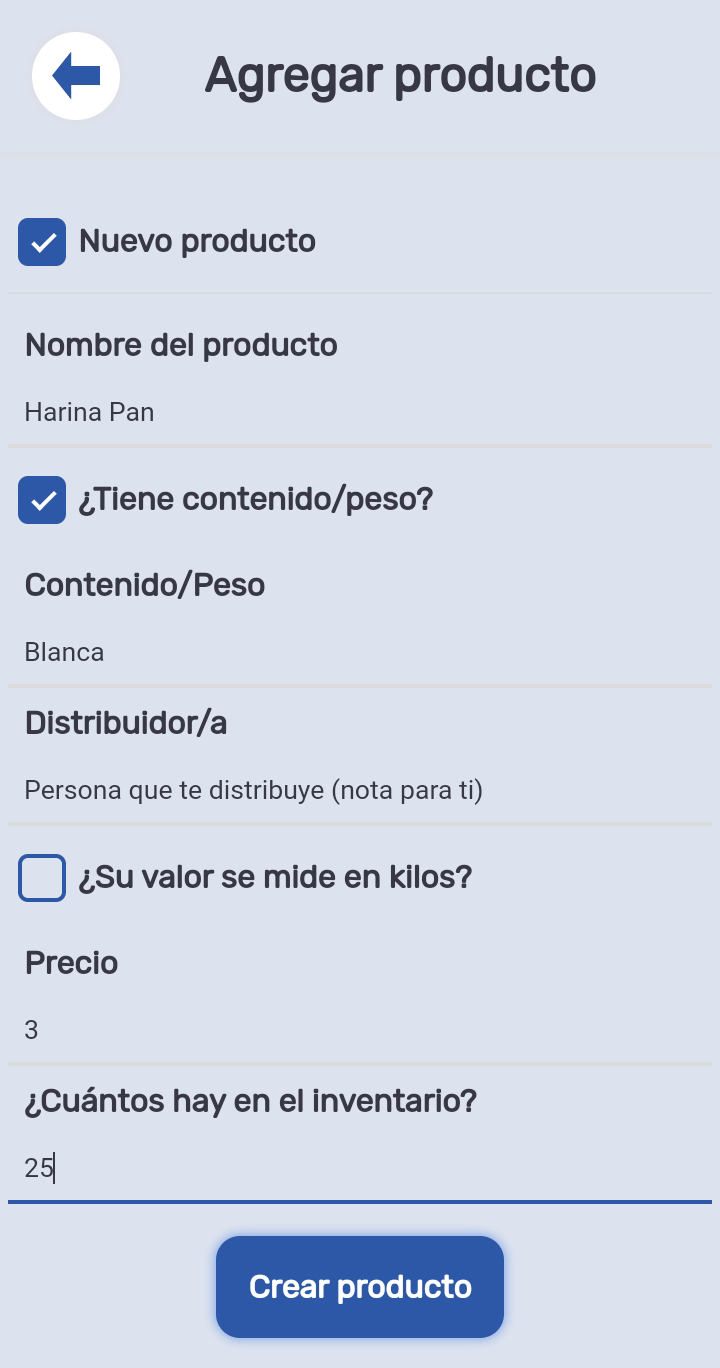 Agregar producto
Nuevo producto
Nombre del producto
Harina Pan
¿Tiene contenido/peso?
Contenido/Peso
Blanca
Distribuidor/a
Persona que te distribuye (nota para ti)
¿Su valor se mide en kilos?
Precio
3
¿Cuántos hay en el inventario?
25
Crear producto